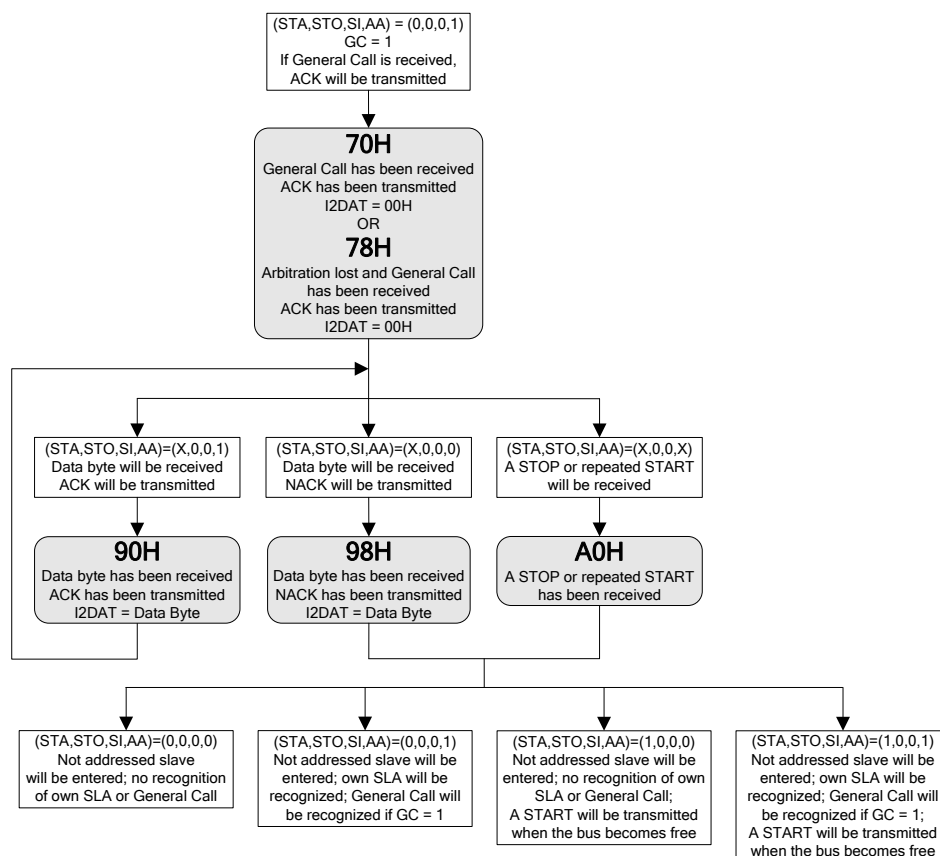 (STA,STO,SI,AA) = (0,0,0,1)
GC = 1
If General Call is received,
ACK will be transmitted
70H
General Call has been received
ACK has been transmitted
I2DAT = 00H
OR
78H
Arbitration lost and General Call
has been received
ACK has been transmitted
I2DAT = 00H
(STA,STO,SI,AA)=(X,0,0,1)
Data byte will be received
ACK will be transmitted
(STA,STO,SI,AA)=(X,0,0,0)
Data byte will be received
NACK will be transmitted
(STA,STO,SI,AA)=(X,0,0,X)
A STOP or repeated START
will be received
90H
Data byte has been received
ACK has been transmitted
I2DAT = Data Byte
98H
Data byte has been received
NACK has been transmitted
I2DAT = Data Byte
A0H
A STOP or repeated START
has been received
(STA,STO,SI,AA)=(0,0,0,0)
Not addressed slave
will be entered; no recognition
of own SLA or General Call
(STA,STO,SI,AA)=(0,0,0,1)
Not addressed slave will be
entered; own SLA will be
recognized; General Call will
be recognized if GC = 1
(STA,STO,SI,AA)=(1,0,0,0)
Not addressed slave will be
entered; no recognition of own
SLA or General Call;
A START will be transmitted
when the bus becomes free
(STA,STO,SI,AA)=(1,0,0,1)
Not addressed slave will be
entered; own SLA will be
recognized; General Call will
be recognized if GC = 1;
A START will be transmitted
when the bus becomes free